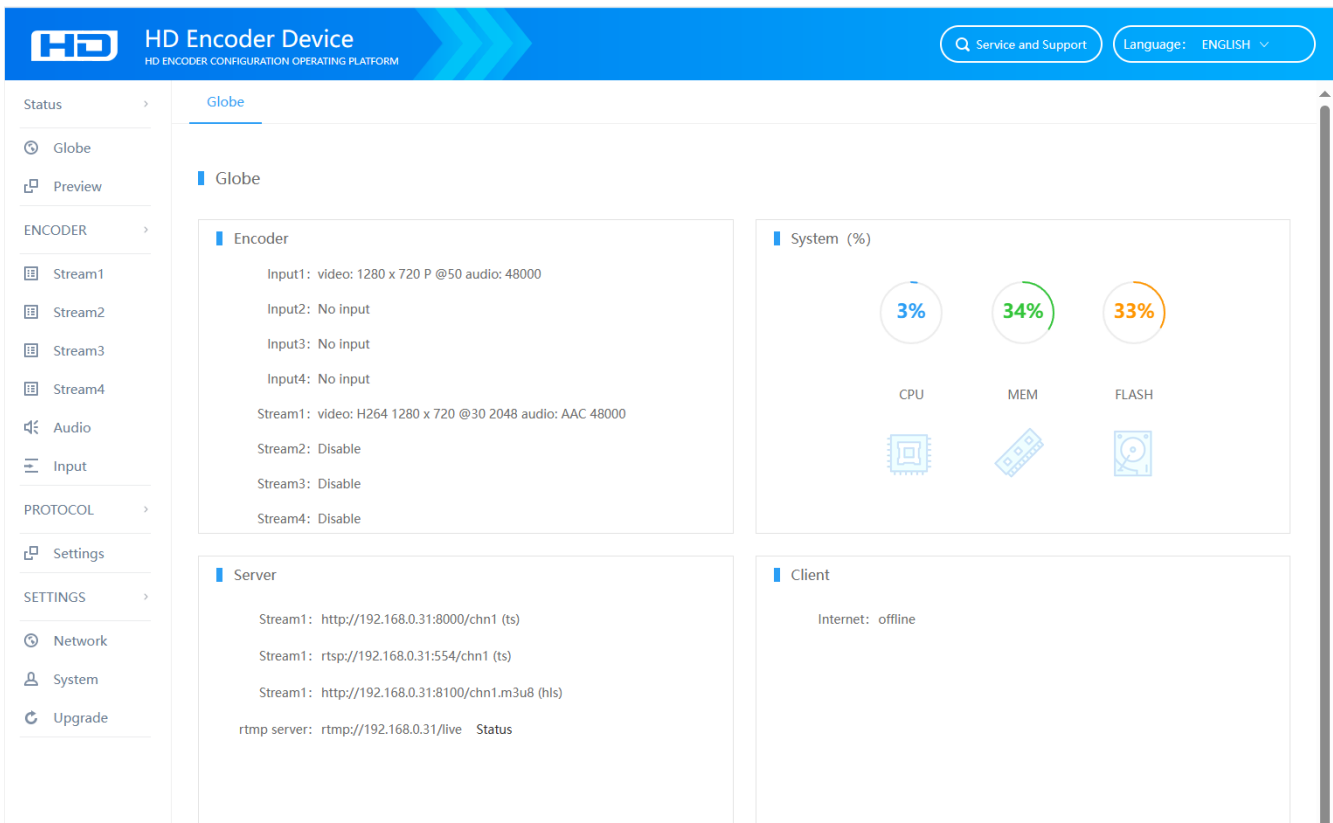 HD
HD Encoder Device
HD ENCODER CONFIGURATION OPERATING PLATFORM
Service and Support
Language: ENGLISH
Status
Globe
Preview
ENCODER
Stream1
Stream2
Stream3
Stream4
Audio
Input
PROTOCOL
Settings
SETTINGS
Network
System
Upgrade
Globe
Globe
Encoder
Input1: video: 1280 x 720 P @50 audio: 48000
Input2: No input
Input3: No input
Input4: No input
Stream1: video: H264 1280 x 720 @30 2048 audio: AAC 48000
Stream2: Disable
Stream3: Disable
Stream4: Disable
System (%)
3% 34% 33%
CPU MEM FLASH
Server
Stream1: http://192.168.0.31:8000/chn1 (ts)
Stream1: rtsp://192.168.0.31:554/chn1 (ts)
Stream1: http://192.168.0.31:8100/chn1.m3u8 (hls)
rtmp server: rtmp://192.168.0.31/live Status
Client
Internet: offline